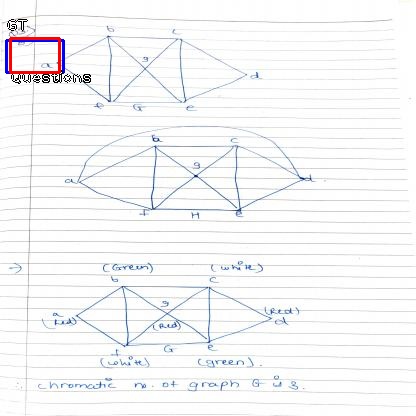 GT
Questions
b c
a g d
f G e
b c
g
a d.
f H e
→ (Green) (white)
b c
a g (Red)
(Red) (Red) d
f G e
(white) (green).
∴ chromatic no. of graph G is 3.